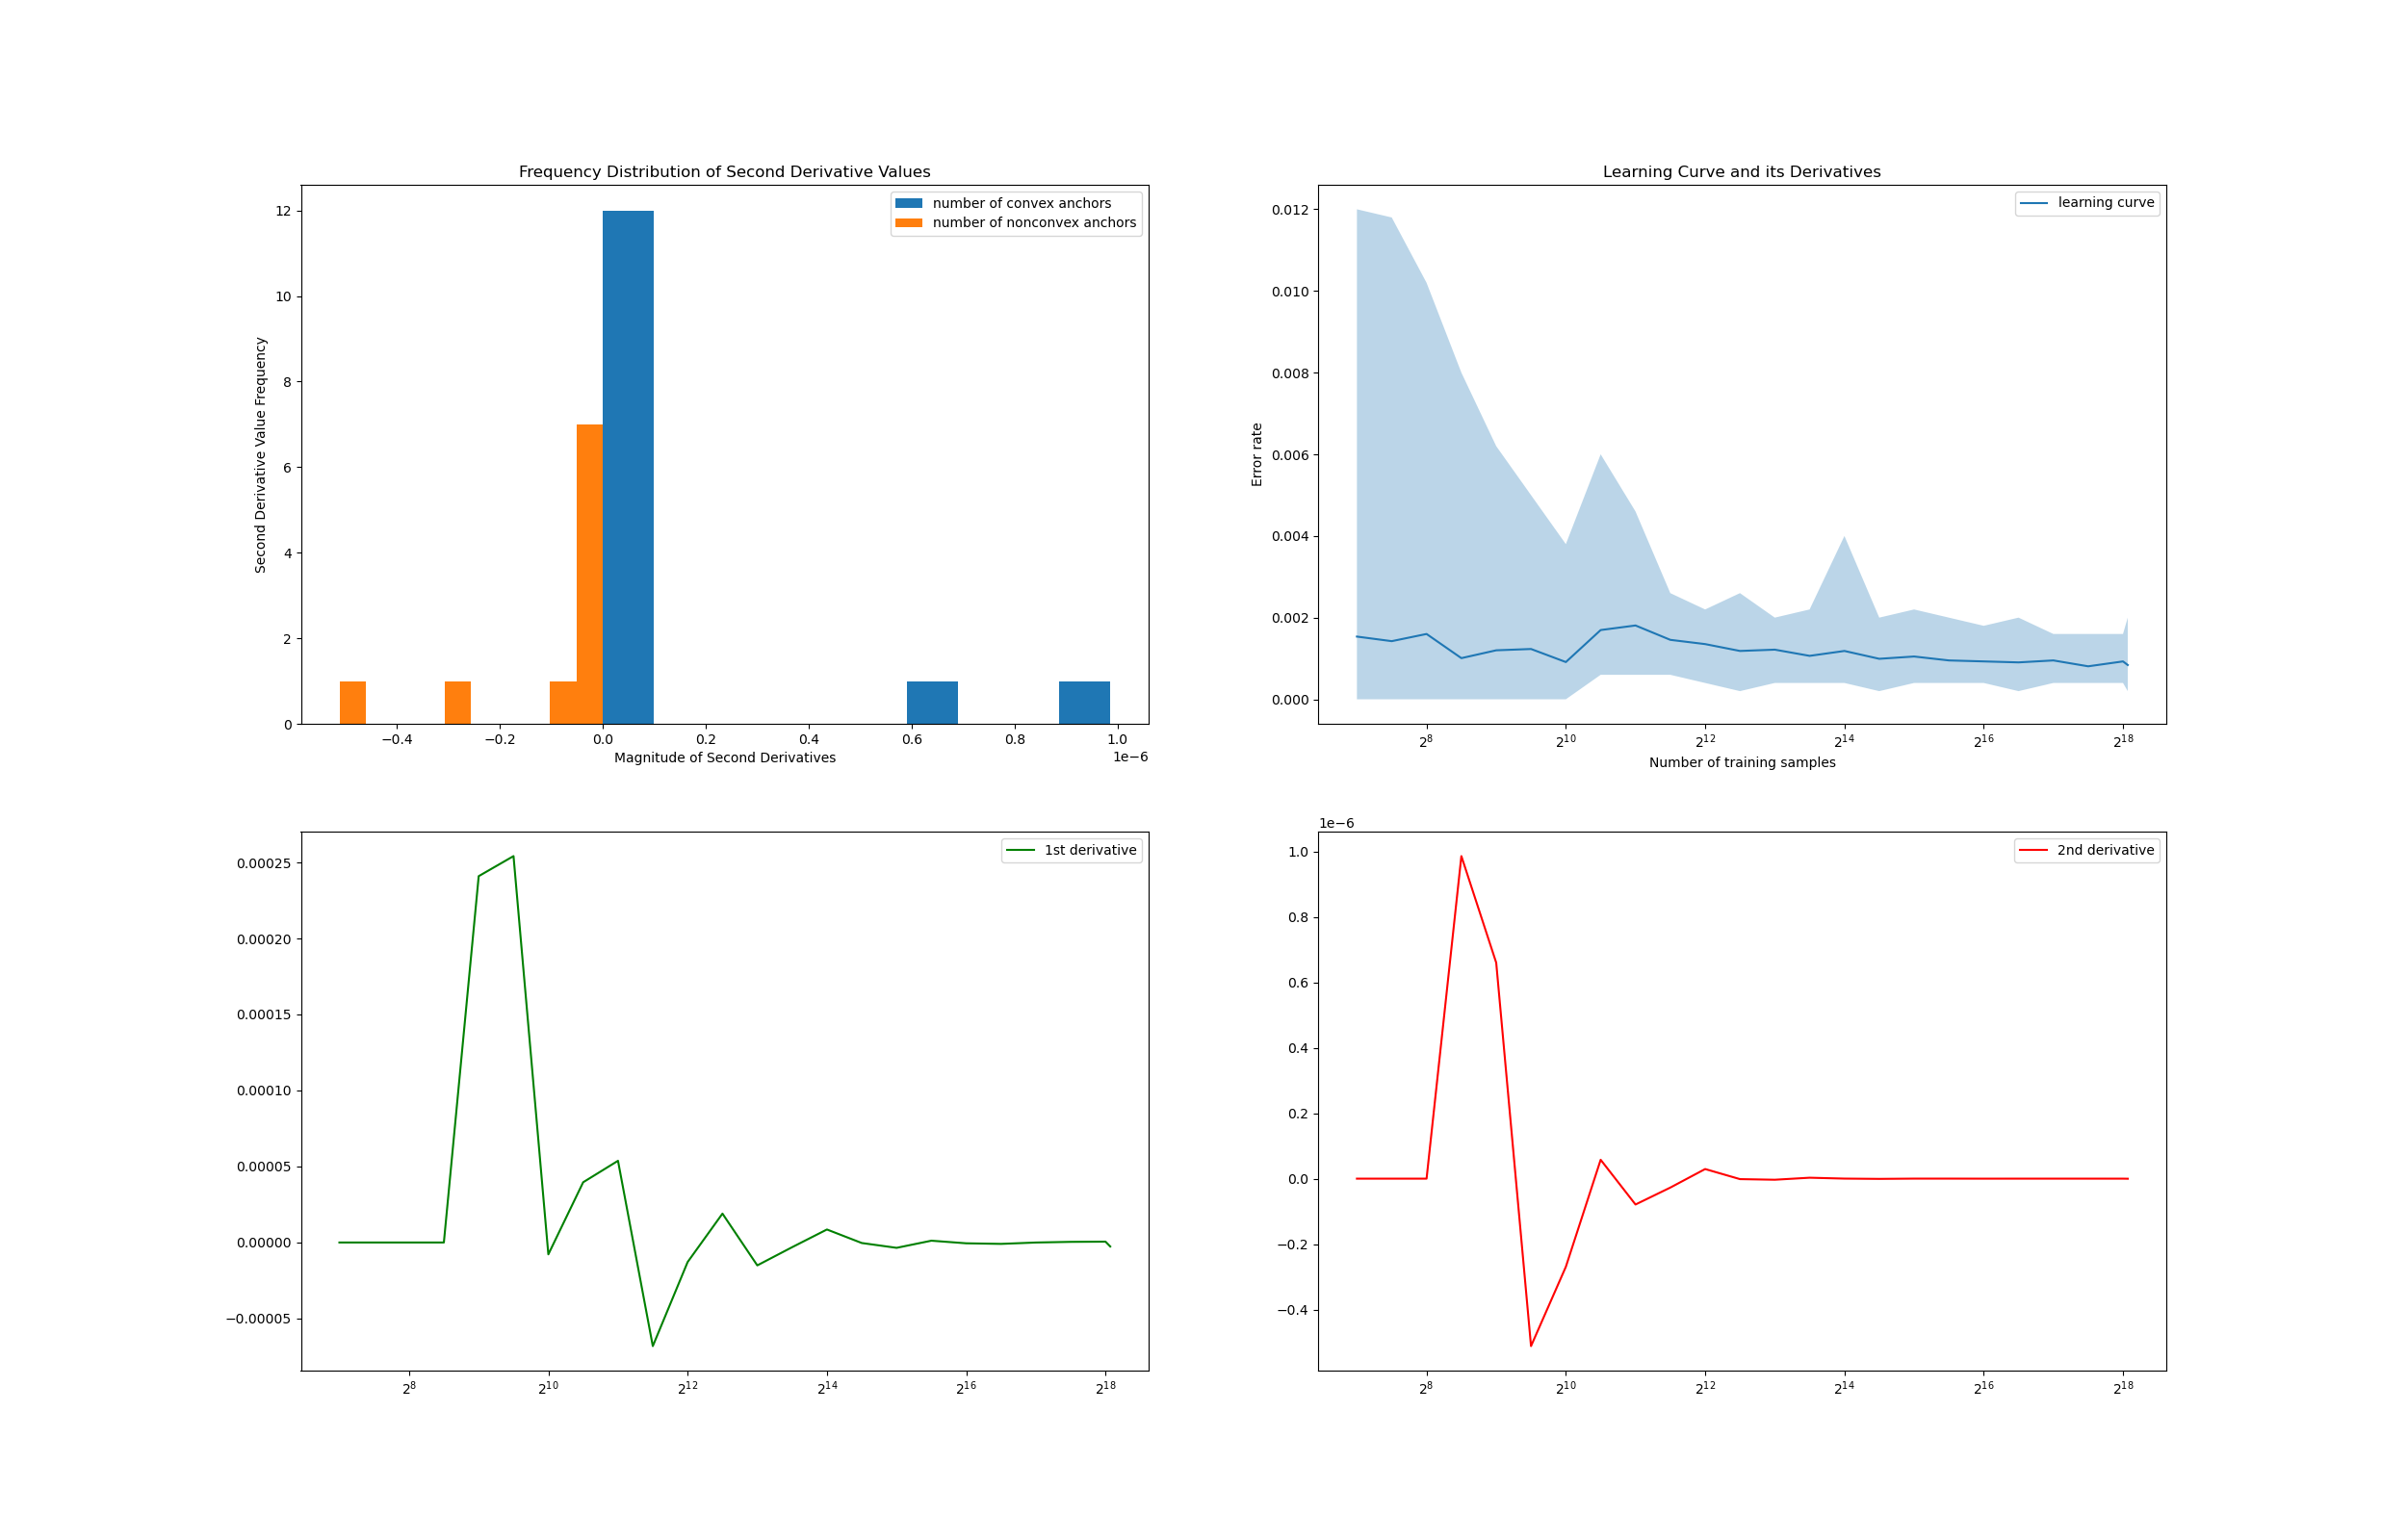 Frequency Distribution of Second Derivative Values
number of convex anchors
number of nonconvex anchors
Second Derivative Value Frequency
12
10
8
6
4
2
0
−0.4 −0.2 0.0 0.2 0.4 0.6 0.8 1.0
1e−6
Magnitude of Second Derivatives
Learning Curve and its Derivatives
learning curve
Error rate
0.012
0.010
0.008
0.006
0.004
0.002
0.000
2^8 2^10 2^12 2^14 2^16 2^18
Number of training samples
1st derivative
0.00025
0.00020
0.00015
0.00010
0.00005
0.00000
−0.00005
2^8 2^10 2^12 2^14 2^16 2^18
1e−6
2nd derivative
1.0
0.8
0.6
0.4
0.2
0.0
−0.2
−0.4
2^8 2^10 2^12 2^14 2^16 2^18